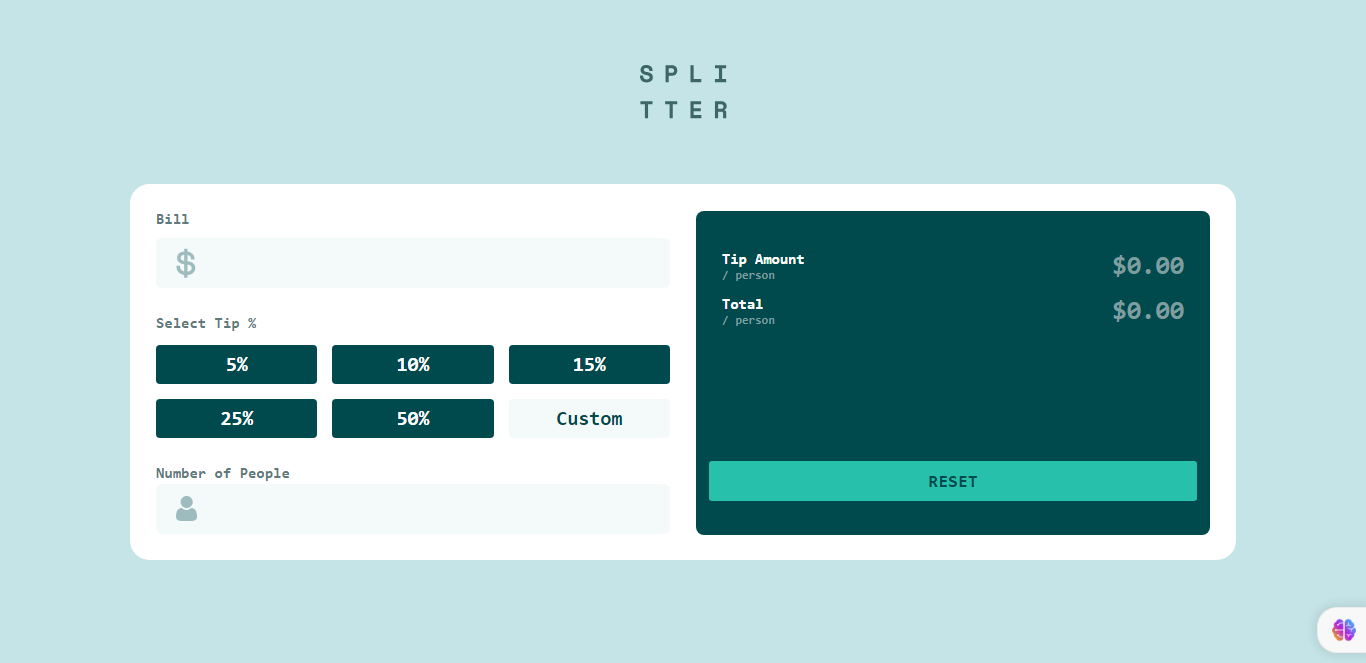 SPLI
TTER
Bill
$
Select Tip %
5%
10%
15%
25%
50%
Custom
Number of People
Tip Amount
/ person
$0.00
Total
/ person
$0.00
RESET